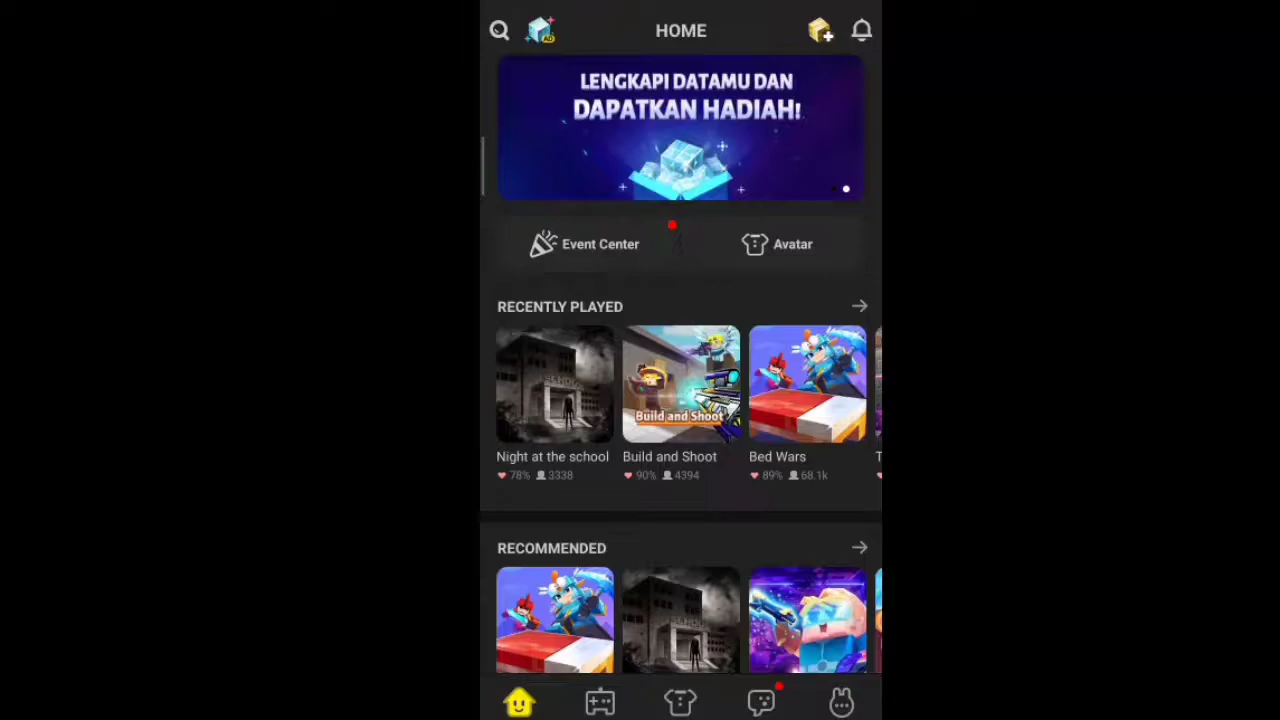 HOME
AD
LENGKAPI DATAMU DAN
DAPATKAN HADIAH!
Event Center
Avatar
RECENTLY PLAYED
Build and Shoot
Night at the school
Build and Shoot
Bed Wars
T
78% 3338
90% 4394
89% 68.1k
RECOMMENDED